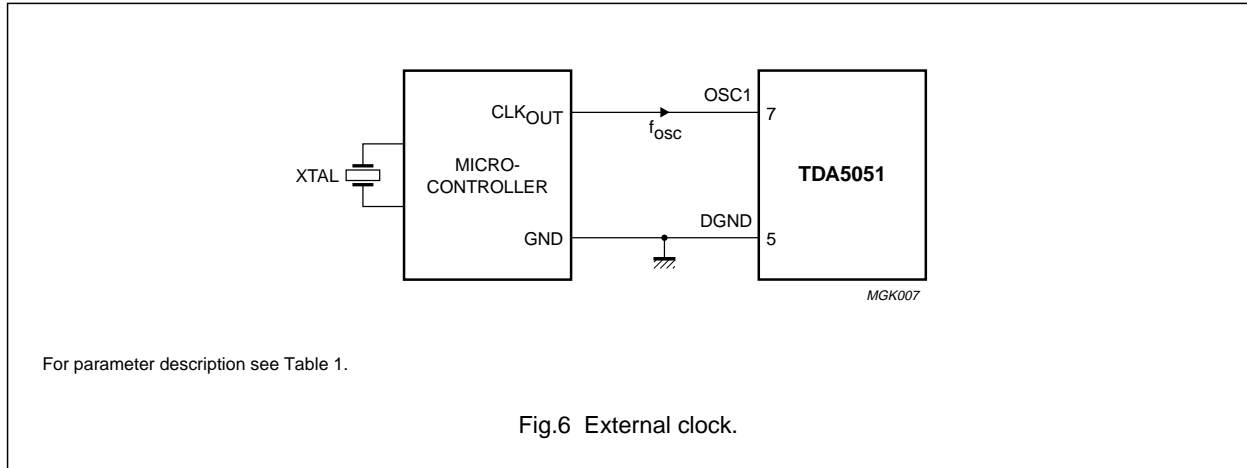 CLKOUT
OSC1
7
fosc
XTAL
MICRO-
CONTROLLER
TDA5051
GND
DGND
5
MGK007
For parameter description see Table 1.
Fig.6 External clock.